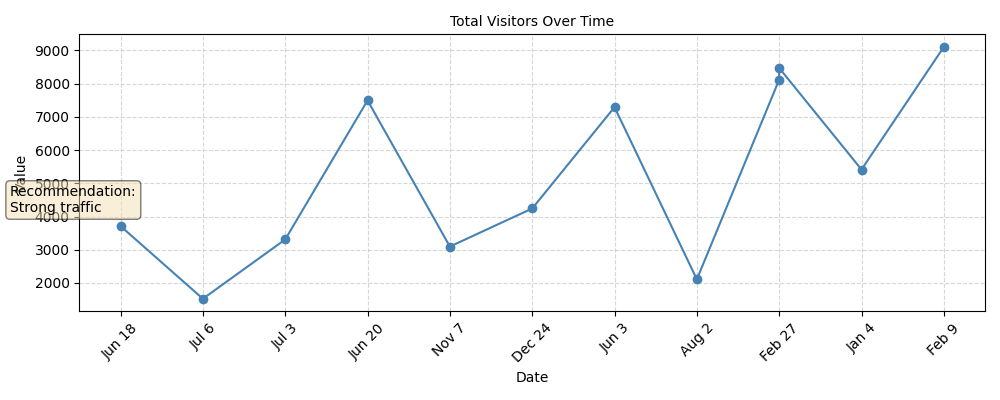 Total Visitors Over Time
9000
8000
7000
6000
5000
4000
3000
2000
Value
Recommendation:
Strong traffic
Jun 18
Jul 6
Jul 3
Jun 20
Nov 7
Dec 24
Jun 3
Aug 2
Feb 27
Jan 4
Feb 9
Date